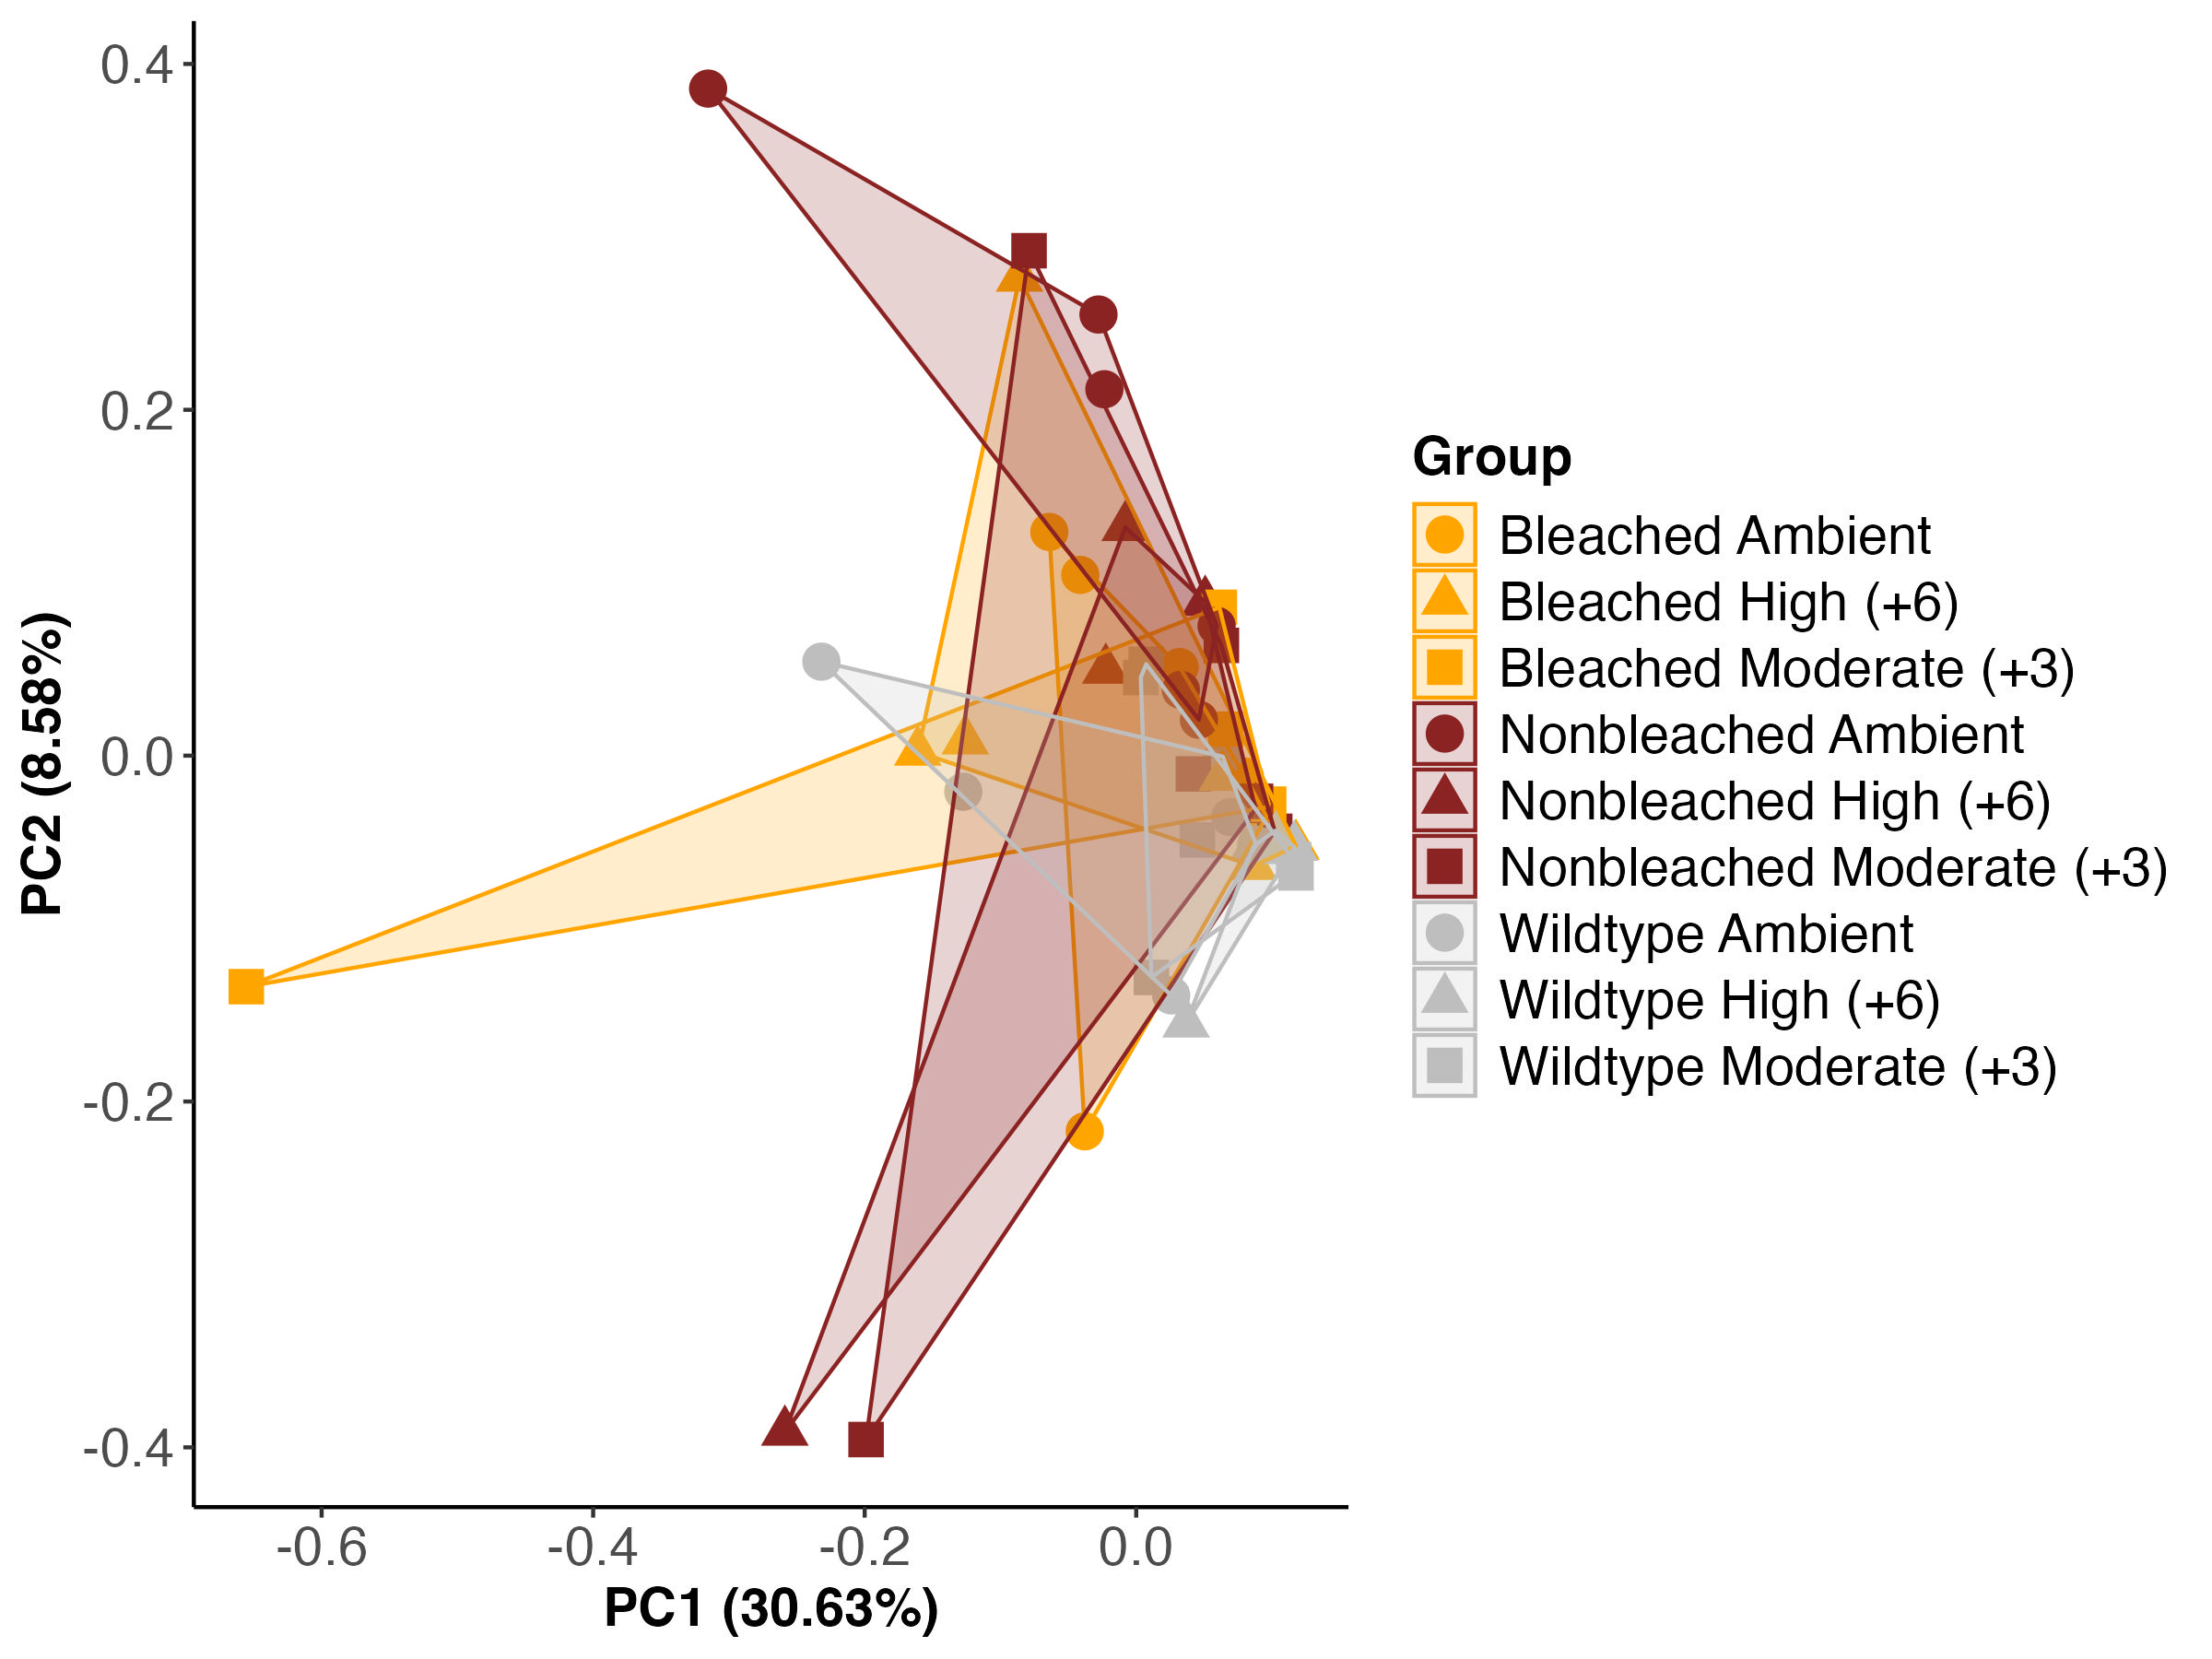 0.4
0.2
0.0
-0.2
-0.4
PC2 (8.58%)
-0.6
-0.4
-0.2
0.0
PC1 (30.63%)
Group
Bleached Ambient
Bleached High (+6)
Bleached Moderate (+3)
Nonbleached Ambient
Nonbleached High (+6)
Nonbleached Moderate (+3)
Wildtype Ambient
Wildtype High (+6)
Wildtype Moderate (+3)